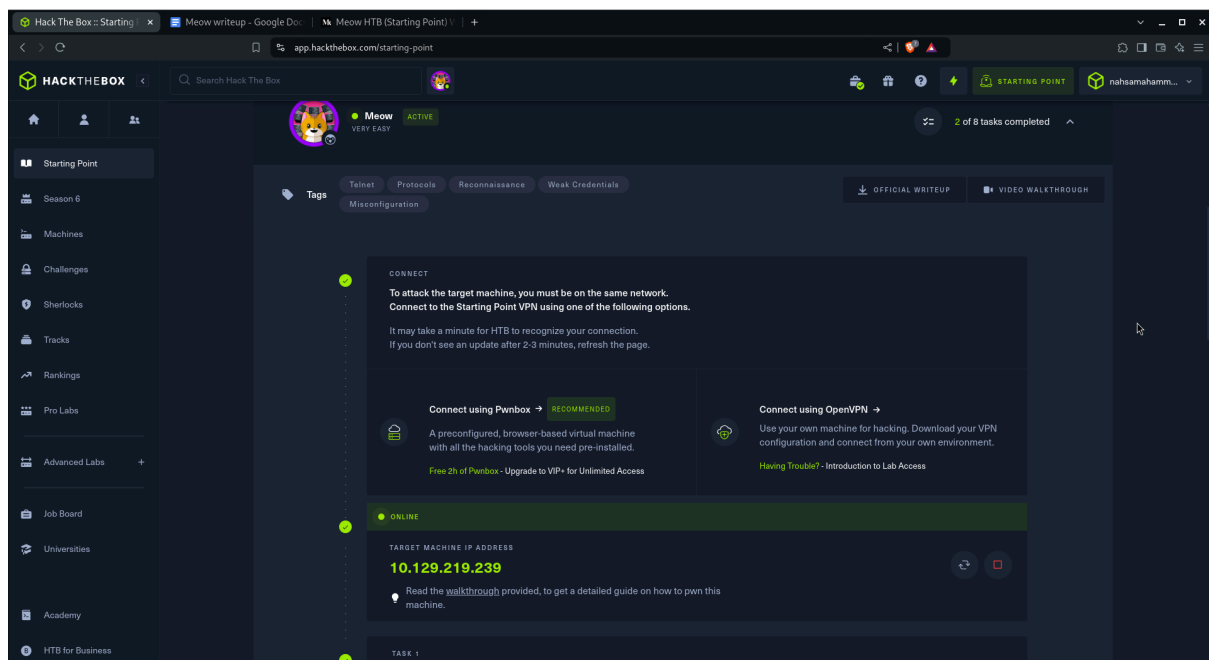 Hack The Box :: Starting
Meow writeup - Google Doc
Meow HTB (Starting Point)
app.hackthebox.com/starting-point
HACKTHEBOX
Search Hack The Box
STARTING POINT
nahsamahamm...
Meow ACTIVE
VERY EASY
2 of 8 tasks completed
Starting Point
Season 6
Machines
Challenges
Sherlocks
Tracks
Rankings
Pro Labs
Advanced Labs +
Job Board
Universities
Academy
HTB for Business
Tags
Telnet Protocols Reconnaissance Weak Credentials
Misconfiguration
OFFICIAL WRITEUP
VIDEO WALKTHROUGH
CONNECT
To attack the target machine, you must be on the same network.
Connect to the Starting Point VPN using one of the following options.
It may take a minute for HTB to recognize your connection.
If you don't see an update after 2-3 minutes, refresh the page.
Connect using Pwnbox → RECOMMENDED
A preconfigured, browser-based virtual machine
with all the hacking tools you need pre-installed.
Free 2h of Pwnbox - Upgrade to VIP+ for Unlimited Access
Connect using OpenVPN →
Use your own machine for hacking. Download your VPN
configuration and connect from your own environment.
Having Trouble? - Introduction to Lab Access
ONLINE
TARGET MACHINE IP ADDRESS
10.129.219.239
Read the walkthrough provided, to get a detailed guide on how to pwn this
machine.
TASK 1